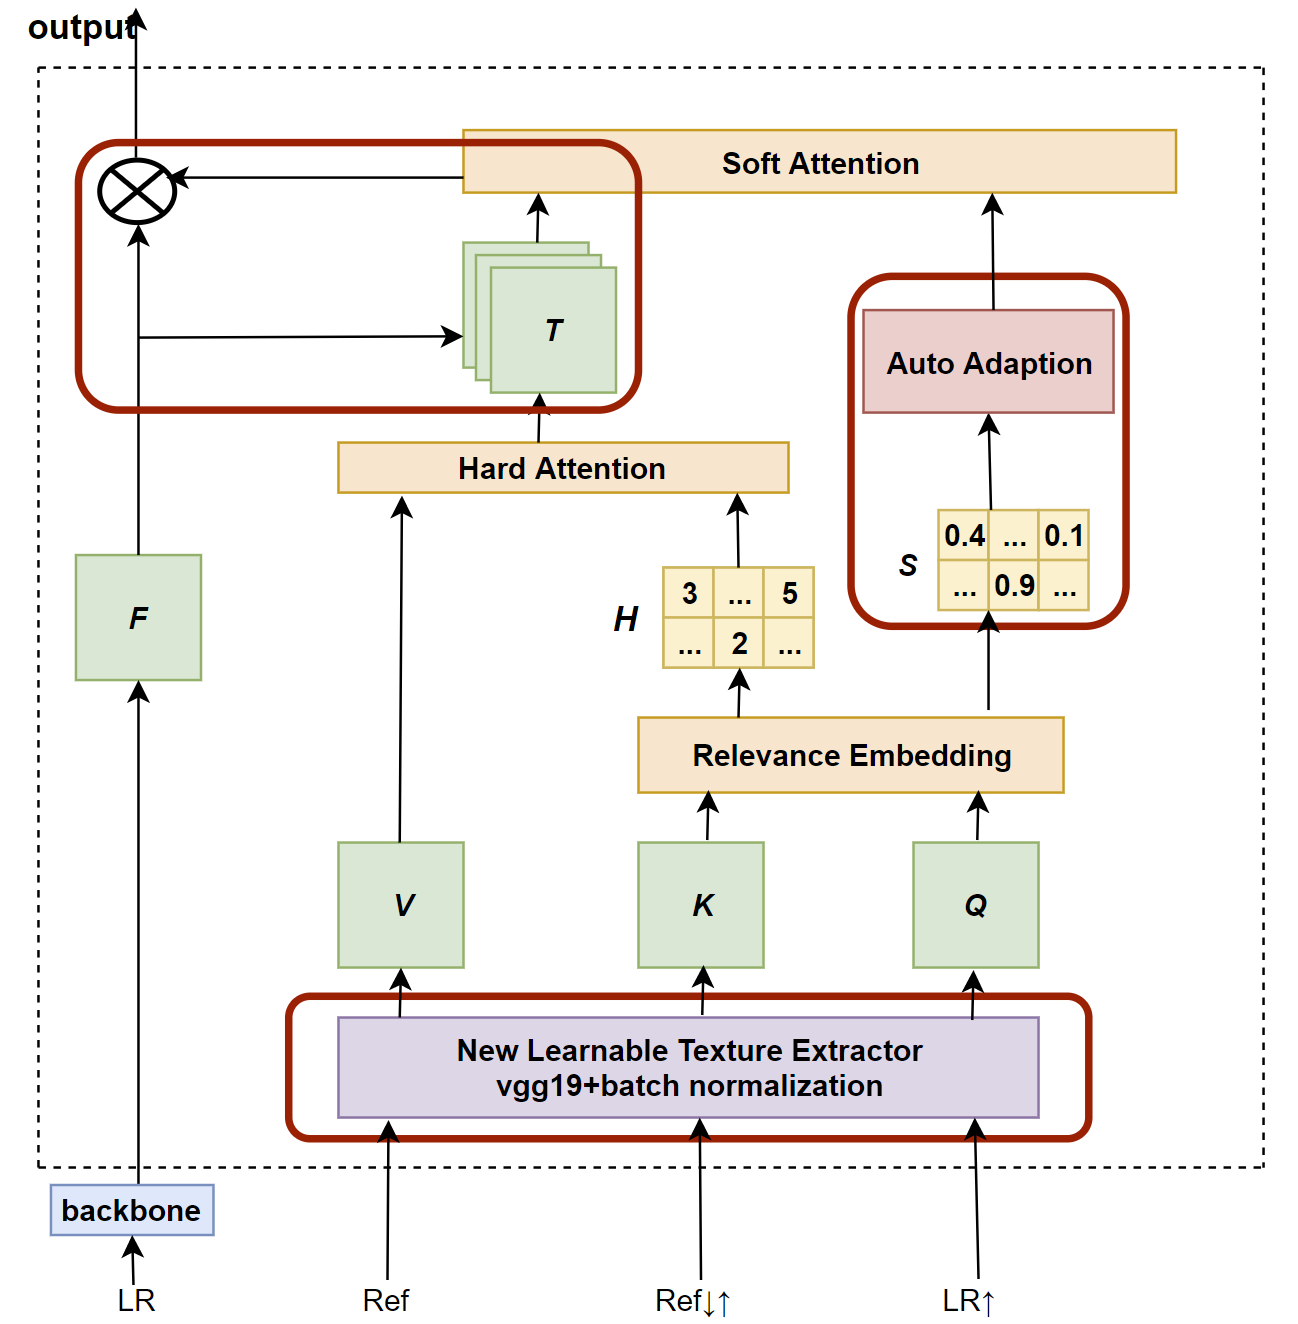 output
Soft Attention
T
Auto Adaption
Hard Attention
0.4 ... 0.1
S
... 0.9 ...
3 ... 5
H
... 2 ...
F
Relevance Embedding
V
K
Q
New Learnable Texture Extractor
vgg19+batch normalization
backbone
LR
Ref
Ref↓↑
LR↑